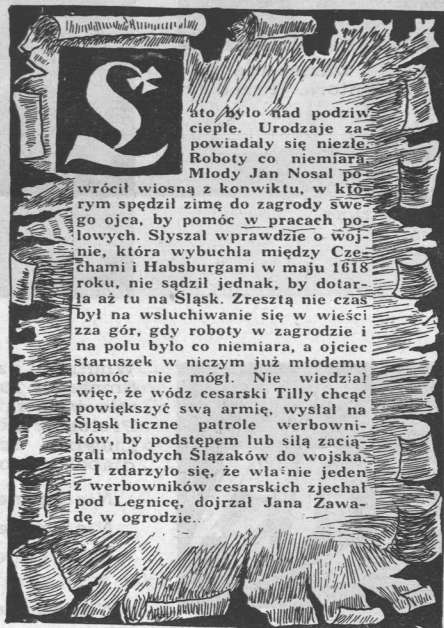 Lato było nad podziw
ciepłe. Urodzaje za-
powiadały się nieźle.
Roboty co niemiara.
Młody Jan Nosal po-
wrócił wiosną z konwiktu, w któ-
rym spędził zimę do zagrody swe-
go ojca, by pomóc w pracach po-
lowych. Słyszał wprawdzie o woj-
nie, która wybuchła między Cze-
chami i Habsburgami w maju 1618
roku, nie sądził jednak, by dotar-
ła aż tu na Śląsk. Zresztą nie czas
był na wsłuchiwanie się w wieści
zza gór, gdy roboty w zagrodzie i
na polu było co niemiara, a ojciec
staruszek w niczym już młodemu
pomóc nie mógł. Nie wiedział
więc, że wódz cesarski Tilly chcąc
powiększyć swą armię, wysłał na
Śląsk liczne patrole werbowni-
ków, by podstępem lub siłą zacią-
gali młodych Ślązaków do wojska.
I zdarzyło się, że właśnie jeden
z werbowników cesarskich zjechał
pod Legnicę, dojrzał Jana Zawa-
dę w ogrodzie..